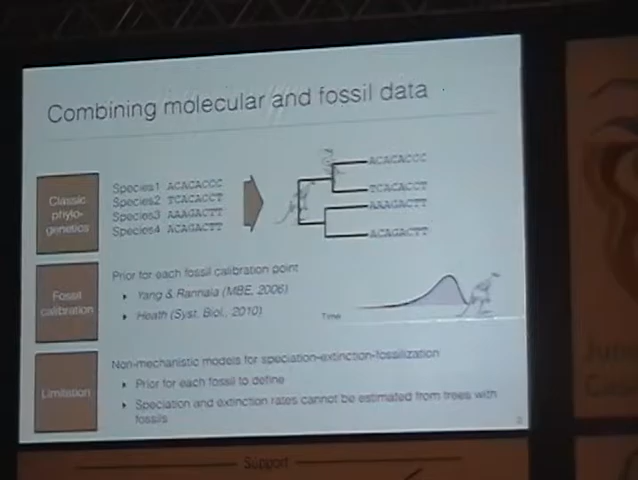 Combining molecular and fossil data
Classic
phylo-
genetics
Species1 ACACACCC
Species2 TCACACCT
Species3 AAAGACTT
Species4 ACAGACTT
ACACACCC
TCACACCT
AAAGACTT
ACAGACTT
Fossil
calibration
Prior for each fossil calibration point
Yang & Rannala (MBE, 2006)
Heath (Syst. Biol., 2010)
Time
Limitation
Non-mechanistic models for speciation-extinction-fossilization
Prior for each fossil to define
Speciation and extinction rates cannot be estimated from trees with
fossils
Support